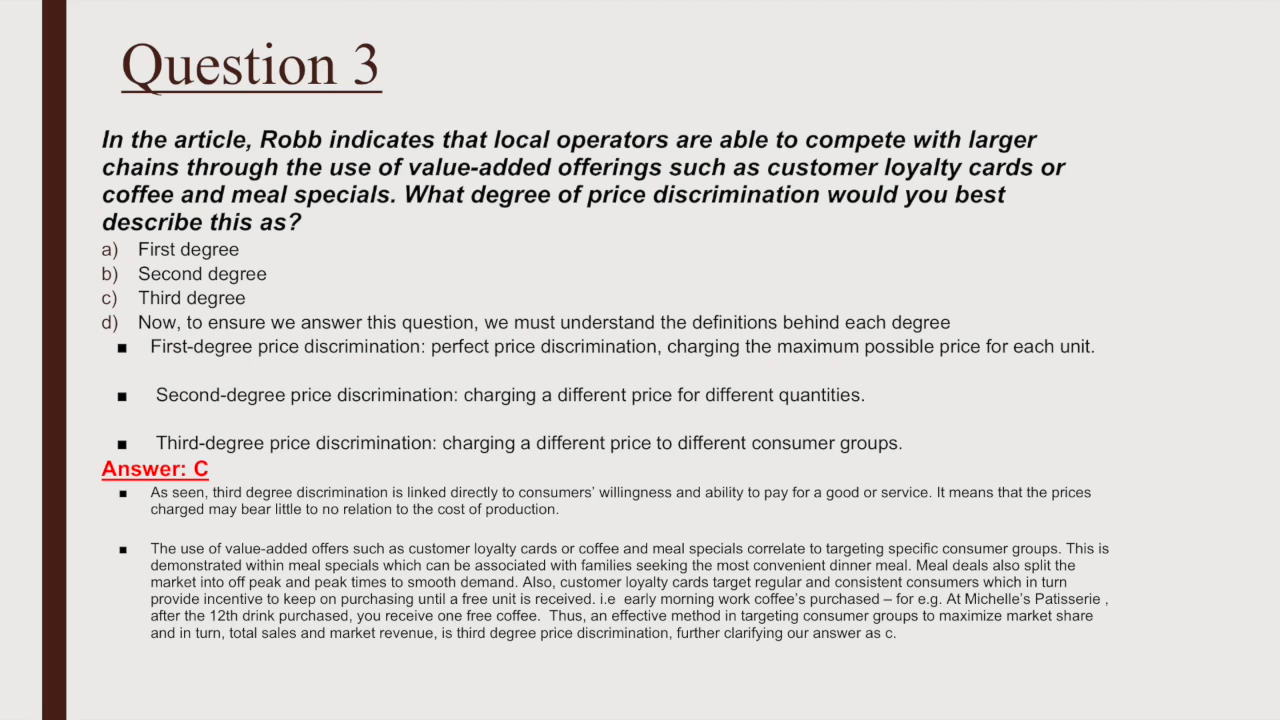 Question 3
In the article, Robb indicates that local operators are able to compete with larger
chains through the use of value-added offerings such as customer loyalty cards or
coffee and meal specials. What degree of price discrimination would you best
describe this as?
a) First degree
b) Second degree
c) Third degree
d) Now, to ensure we answer this question, we must understand the definitions behind each degree
■ First-degree price discrimination: perfect price discrimination, charging the maximum possible price for each unit.
■ Second-degree price discrimination: charging a different price for different quantities.
■ Third-degree price discrimination: charging a different price to different consumer groups.
Answer: C
■ As seen, third degree discrimination is linked directly to consumers’ willingness and ability to pay for a good or service. It means that the prices
charged may bear little to no relation to the cost of production.
■ The use of value-added offers such as customer loyalty cards or coffee and meal specials correlate to targeting specific consumer groups. This is
demonstrated within meal specials which can be associated with families seeking the most convenient dinner meal. Meal deals also split the
market into off peak and peak times to smooth demand. Also, customer loyalty cards target regular and consistent consumers which in turn
provide incentive to keep on purchasing until a free unit is received. i.e  early morning work coffee’s purchased – for e.g. At Michelle’s Patisserie ,
after the 12th drink purchased, you receive one free coffee.  Thus, an effective method in targeting consumer groups to maximize market share
and in turn, total sales and market revenue, is third degree price discrimination, further clarifying our answer as c.